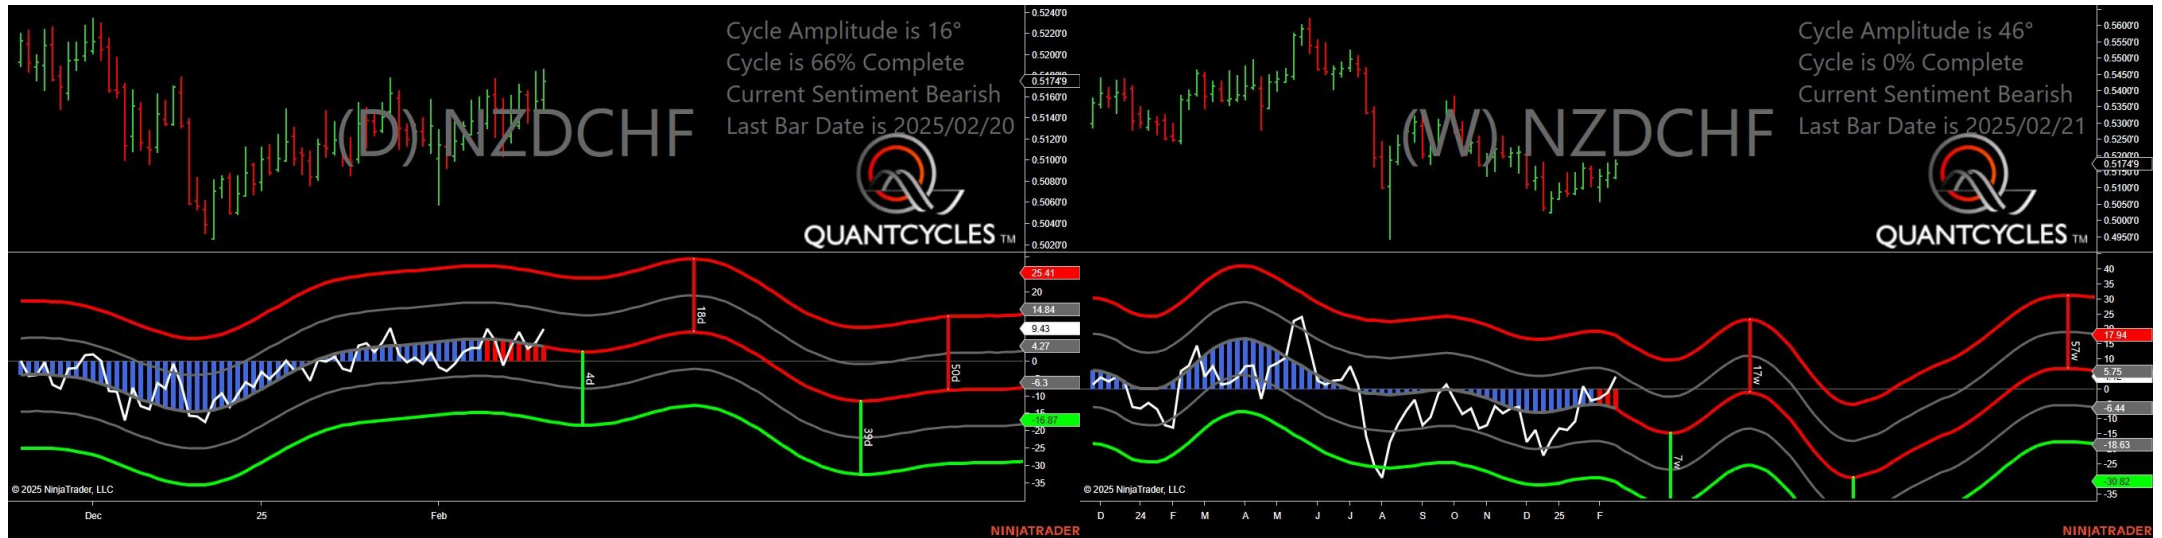 Cycle Amplitude is 16°
Cycle is 66% Complete
Current Sentiment Bearish
Last Bar Date is 2025/02/20
(D) NZDCHF
QUANTCYCLES TM
0.5240'0
0.5220'0
0.5200'0
0.5174'9
0.5160'0
0.5140'0
0.5120'0
0.5100'0
0.5080'0
0.5060'0
0.5040'0
0.5020'0
25.41
20
14.84
9.43
4.27
0
-6.3
-10
-16.87
-20
-25
-30
-35
18d
4d
39d
50d
© 2025 NinjaTrader, LLC
Dec 25 Feb
NINJATRADER
Cycle Amplitude is 46°
Cycle is 0% Complete
Current Sentiment Bearish
Last Bar Date is 2025/02/21
(W) NZDCHF
QUANTCYCLES TM
0.5600'0
0.5550'0
0.5500'0
0.5450'0
0.5400'0
0.5350'0
0.5300'0
0.5250'0
0.5200'0
0.5174'9
0.5150'0
0.5100'0
0.5050'0
0.5000'0
0.4950'0
40
35
30
25
17.94
15
10
5.75
0
-6.44
-10
-15
-18.63
-25
-30.82
-35
7w
17w
57w
© 2025 NinjaTrader, LLC
D 24 F M A M J J A S O N D 25 F
NINJATRADER